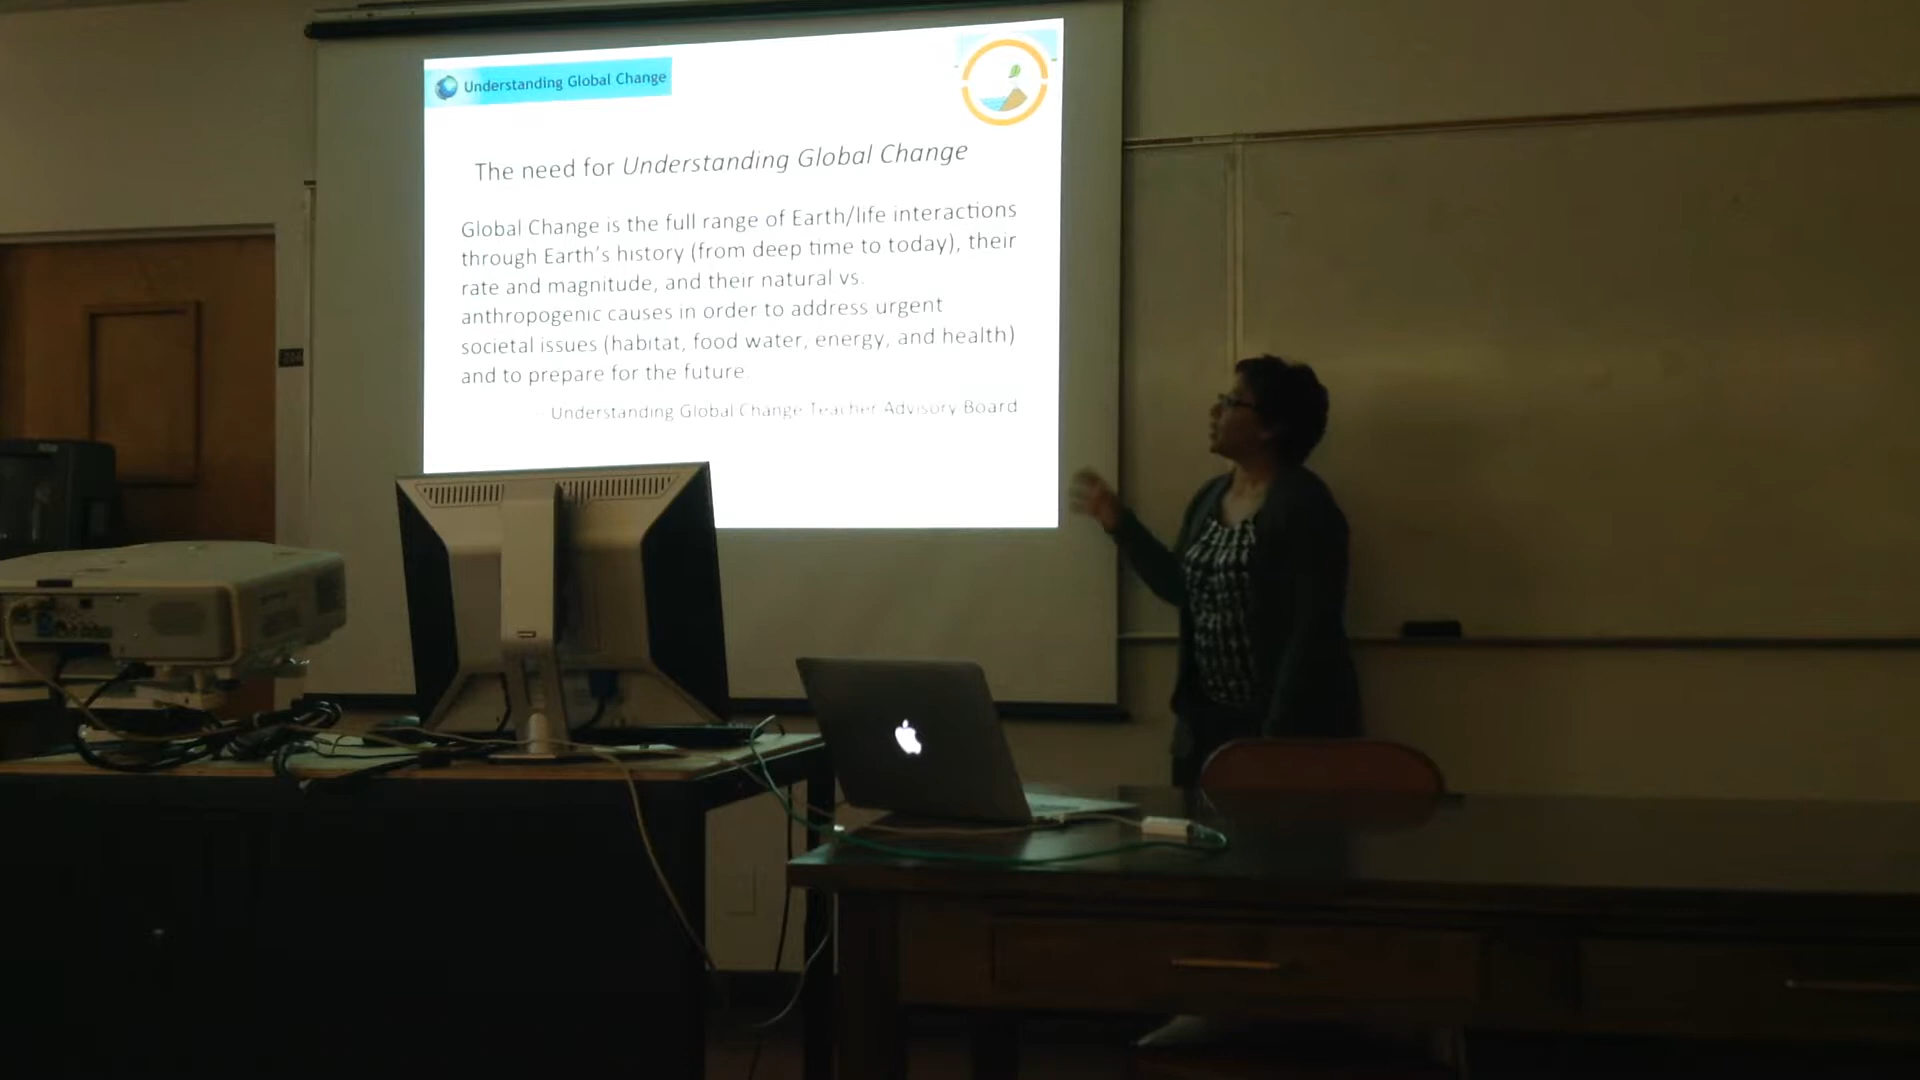 Understanding Global Change
The need for Understanding Global Change
Global Change is the full range of Earth/life interactions
through Earth's history (from deep time to today), their
rate and magnitude, and their natural vs.
anthropogenic causes in order to address urgent
societal issues (habitat, food water, energy, and health)
and to prepare for the future.
Understanding Global Change Teacher Advisory Board